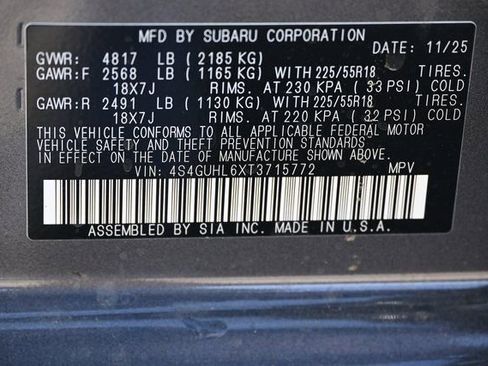 MFD BY SUBARU CORPORATION
DATE: 11/25
GVWR: 4817 LB (2185 KG)
GAWR:F 2568 LB (1165 KG) WITH 225/55R18 TIRES.
18X7J RIMS. AT 230 KPA (33 PSI) COLD
GAWR:R 2491 LB (1130 KG) WITH 225/55R18 TIRES.
18X7J RIMS. AT 220 KPA (32 PSI) COLD
THIS VEHICLE CONFORMS TO ALL APPLICABLE FEDERAL MOTOR
VEHICLE SAFETY AND THEFT PREVENTION STANDARDS
IN EFFECT ON THE DATE OF MANUFACTURE SHOWN ABOVE.
VIN: 4S4GUHL6XT3715772 MPV
ASSEMBLED BY SIA INC. MADE IN U.S.A.